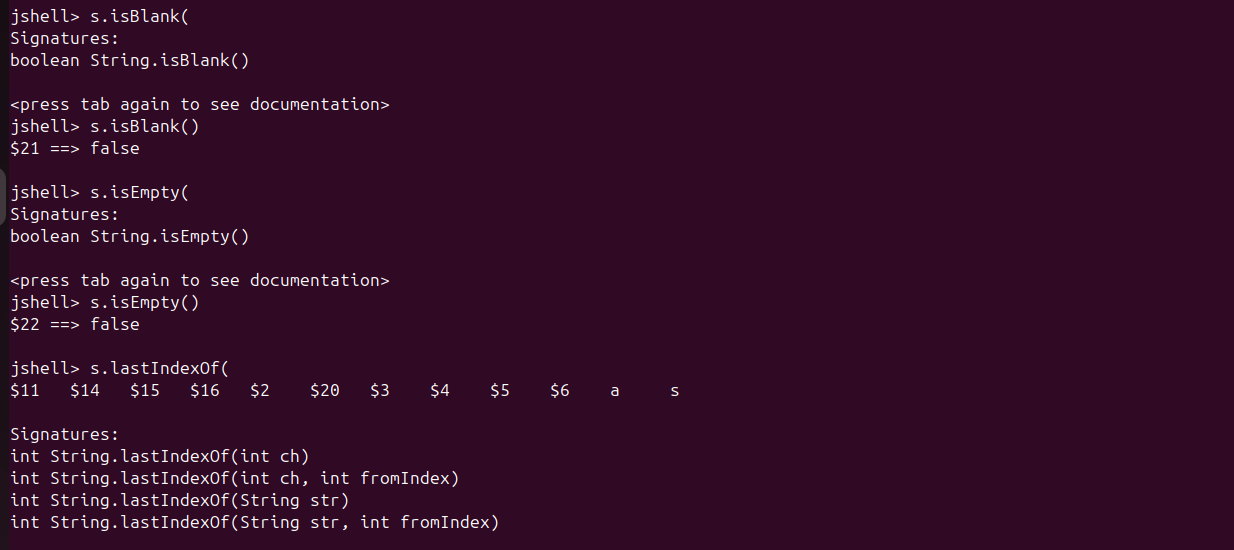 jshell> s.isBlank(
Signatures:
boolean String.isBlank()
<press tab again to see documentation>
jshell> s.isBlank()
$21 ==> false
jshell> s.isEmpty(
Signatures:
boolean String.isEmpty()
<press tab again to see documentation>
jshell> s.isEmpty()
$22 ==> false
jshell> s.lastIndexOf(
$11   $14   $15   $16   $2    $20   $3    $4    $5    $6    a     s
Signatures:
int String.lastIndexOf(int ch)
int String.lastIndexOf(int ch, int fromIndex)
int String.lastIndexOf(String str)
int String.lastIndexOf(String str, int fromIndex)